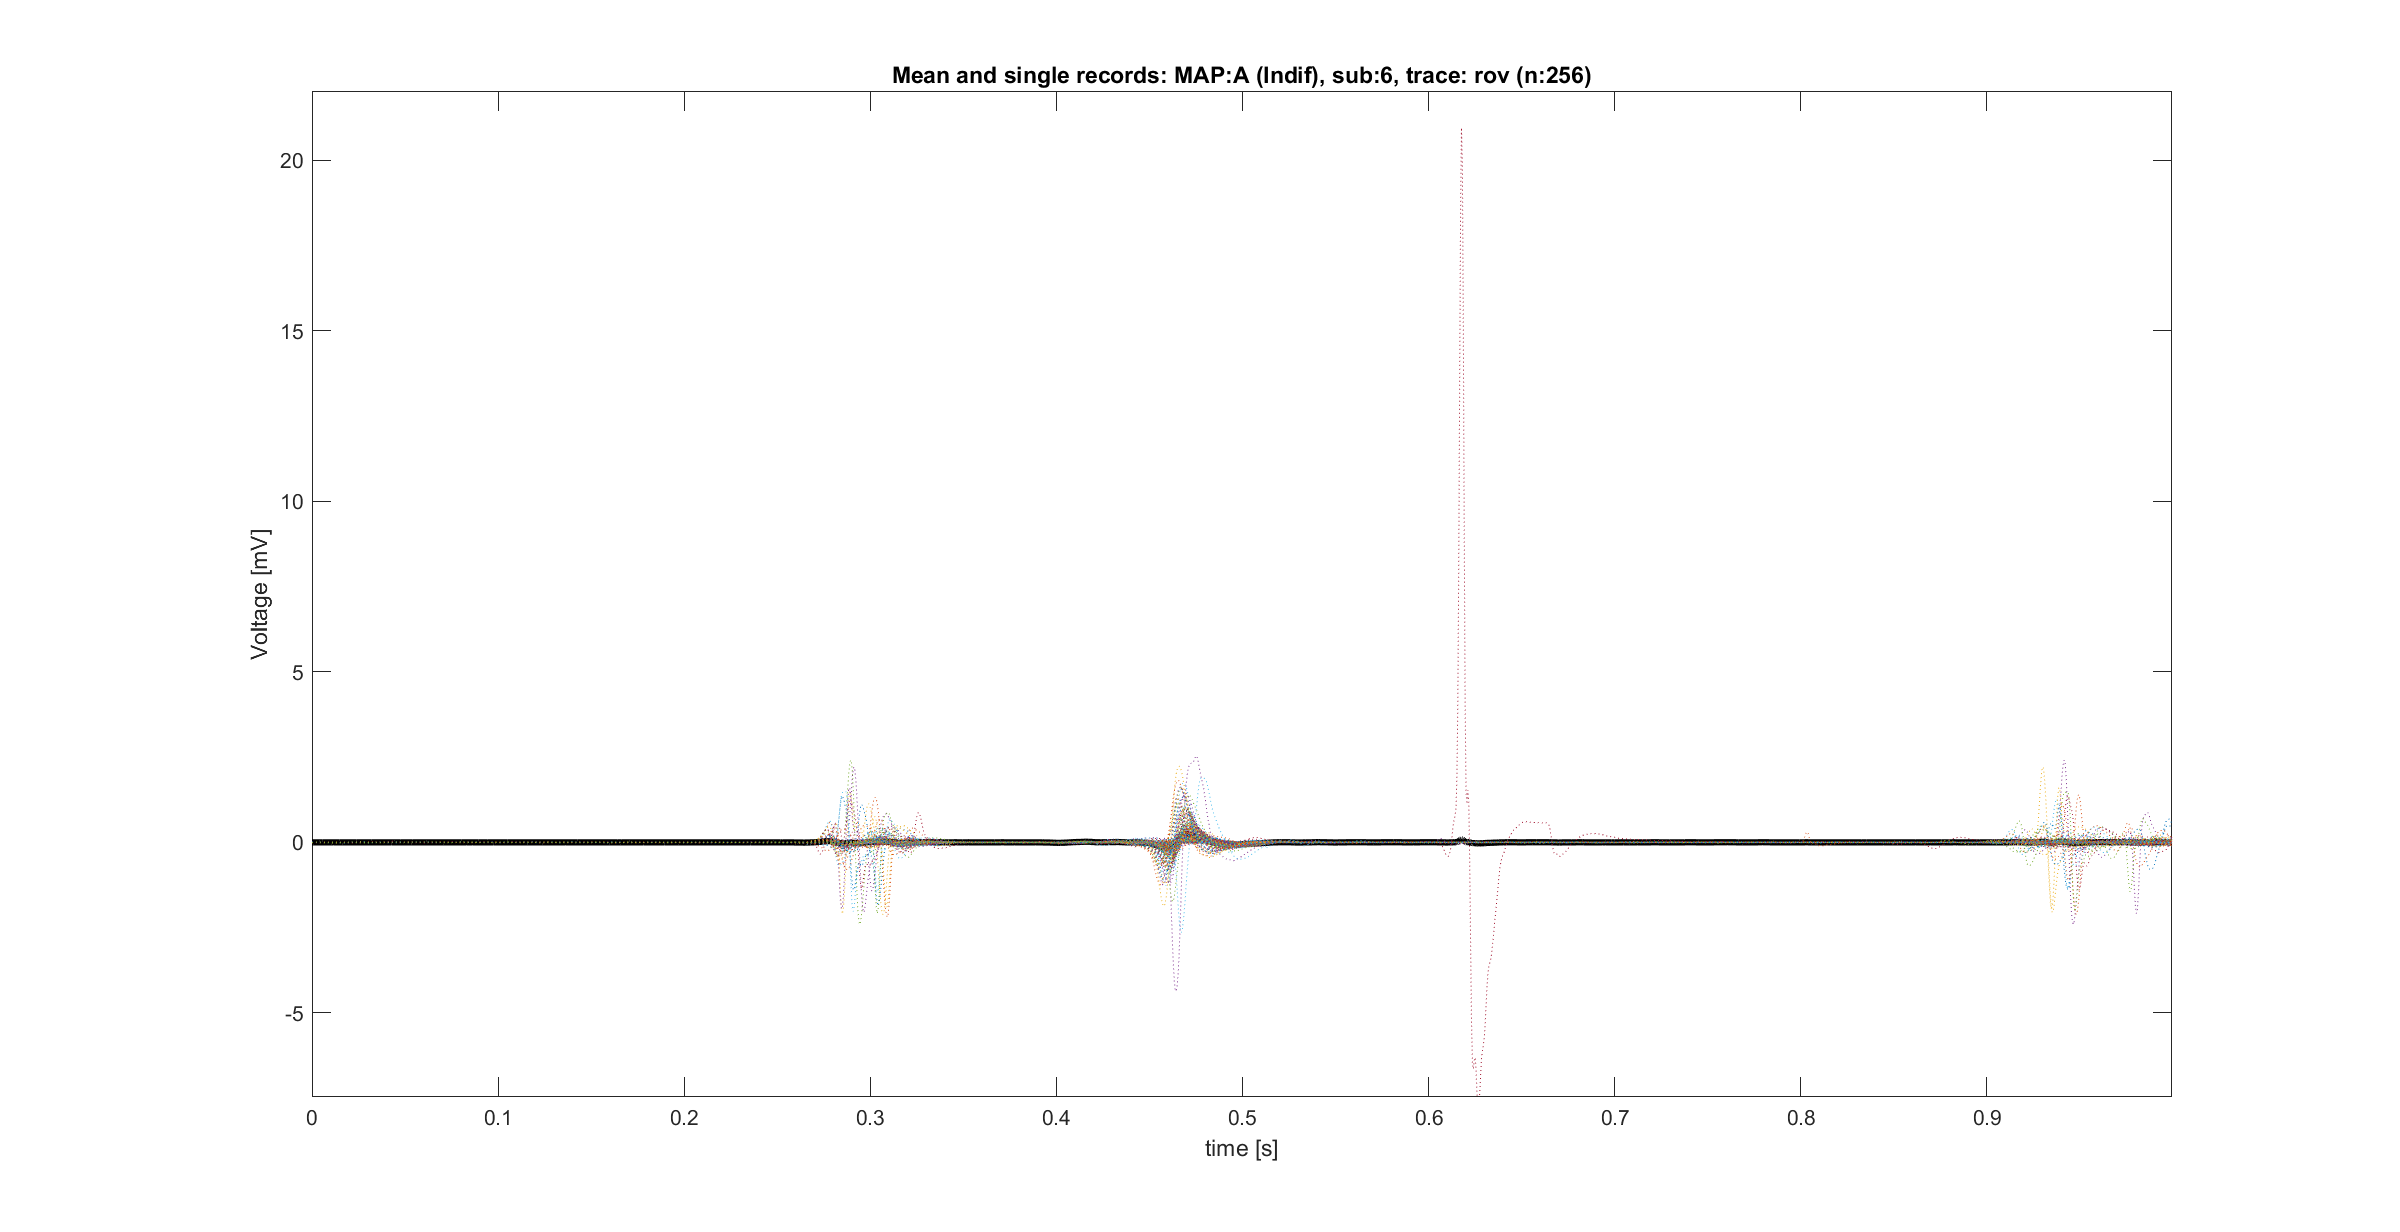 Mean and single records: MAP:A (Indif), sub:6, trace: rov (n:256)
20
15
10
5
0
-5
Voltage [mV]
0 0.1 0.2 0.3 0.4 0.5 0.6 0.7 0.8 0.9
time [s]